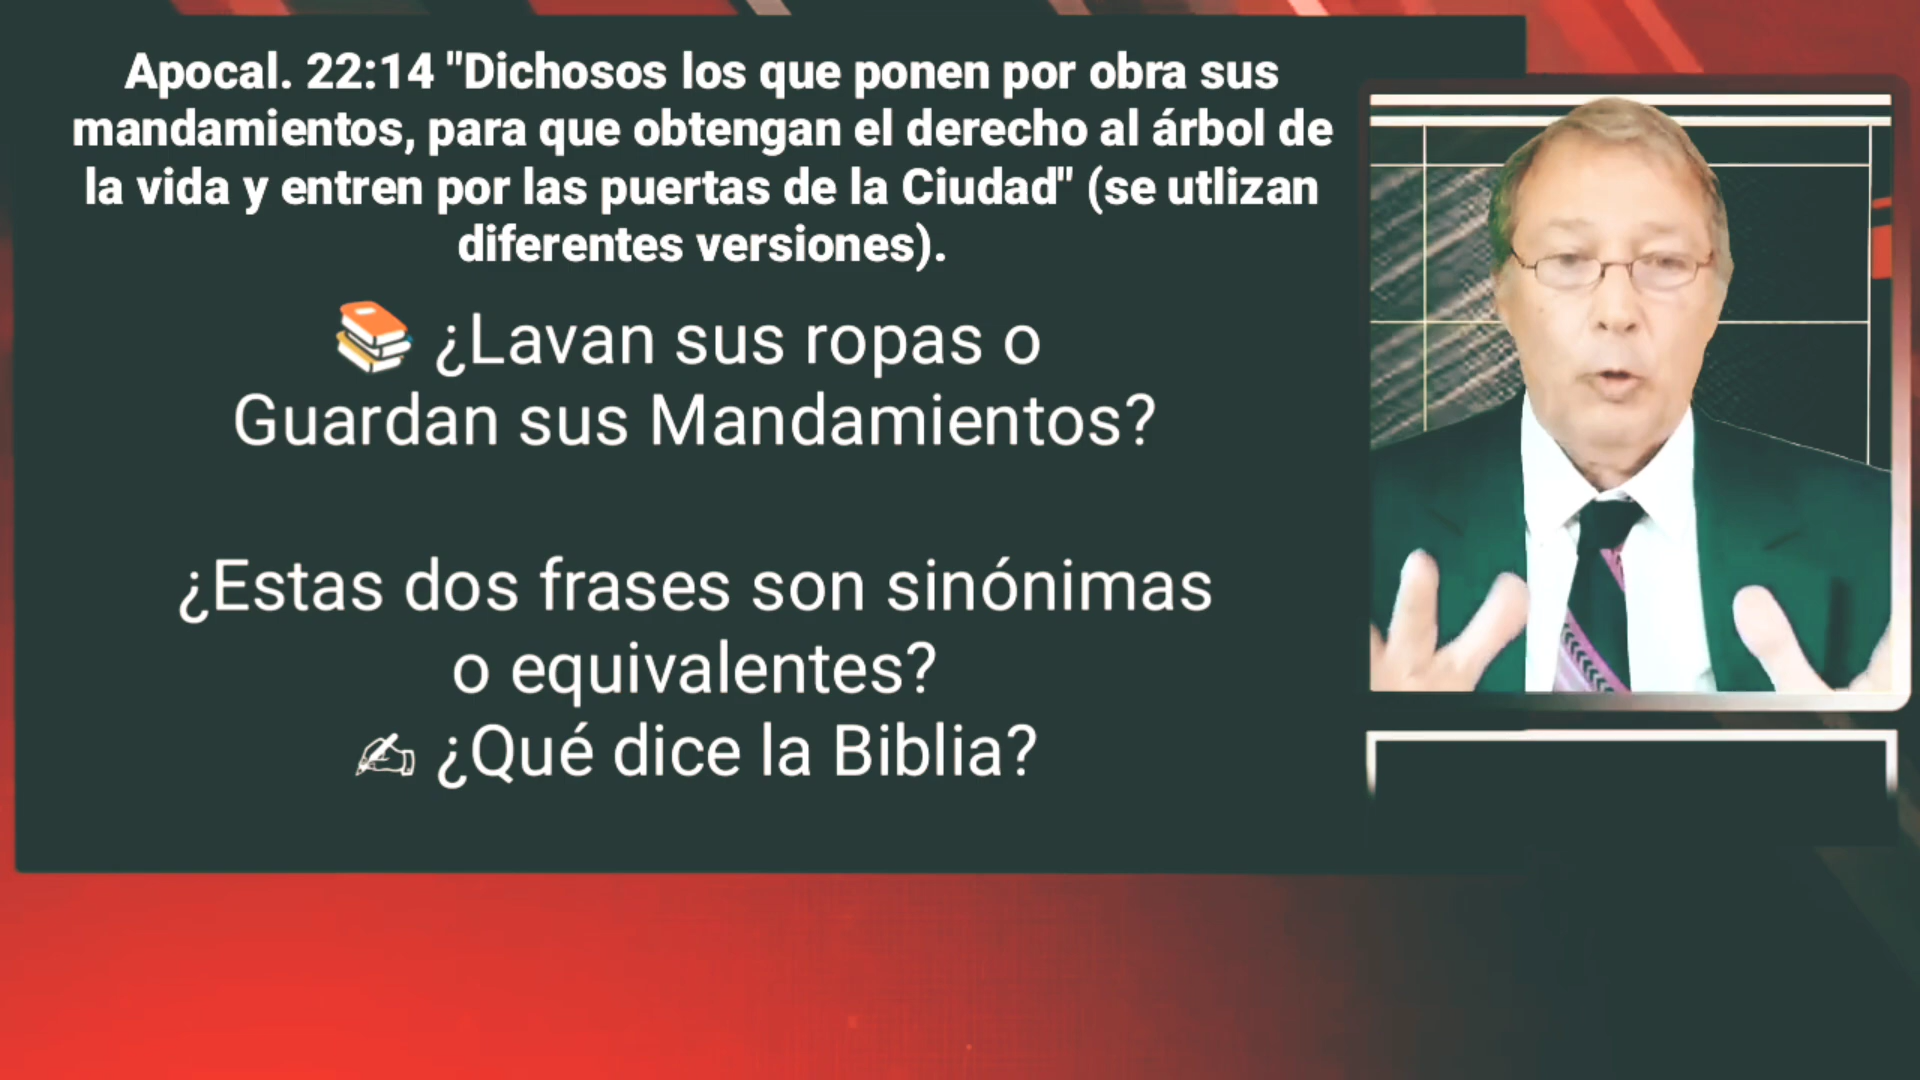 Apocal. 22:14 "Dichosos los que ponen por obra sus
mandamientos, para que obtengan el derecho al árbol de
la vida y entren por las puertas de la Ciudad" (se utlizan
diferentes versiones).
📚 ¿Lavan sus ropas o
Guardan sus Mandamientos?
¿Estas dos frases son sinónimas
o equivalentes?
✍ ¿Qué dice la Biblia?